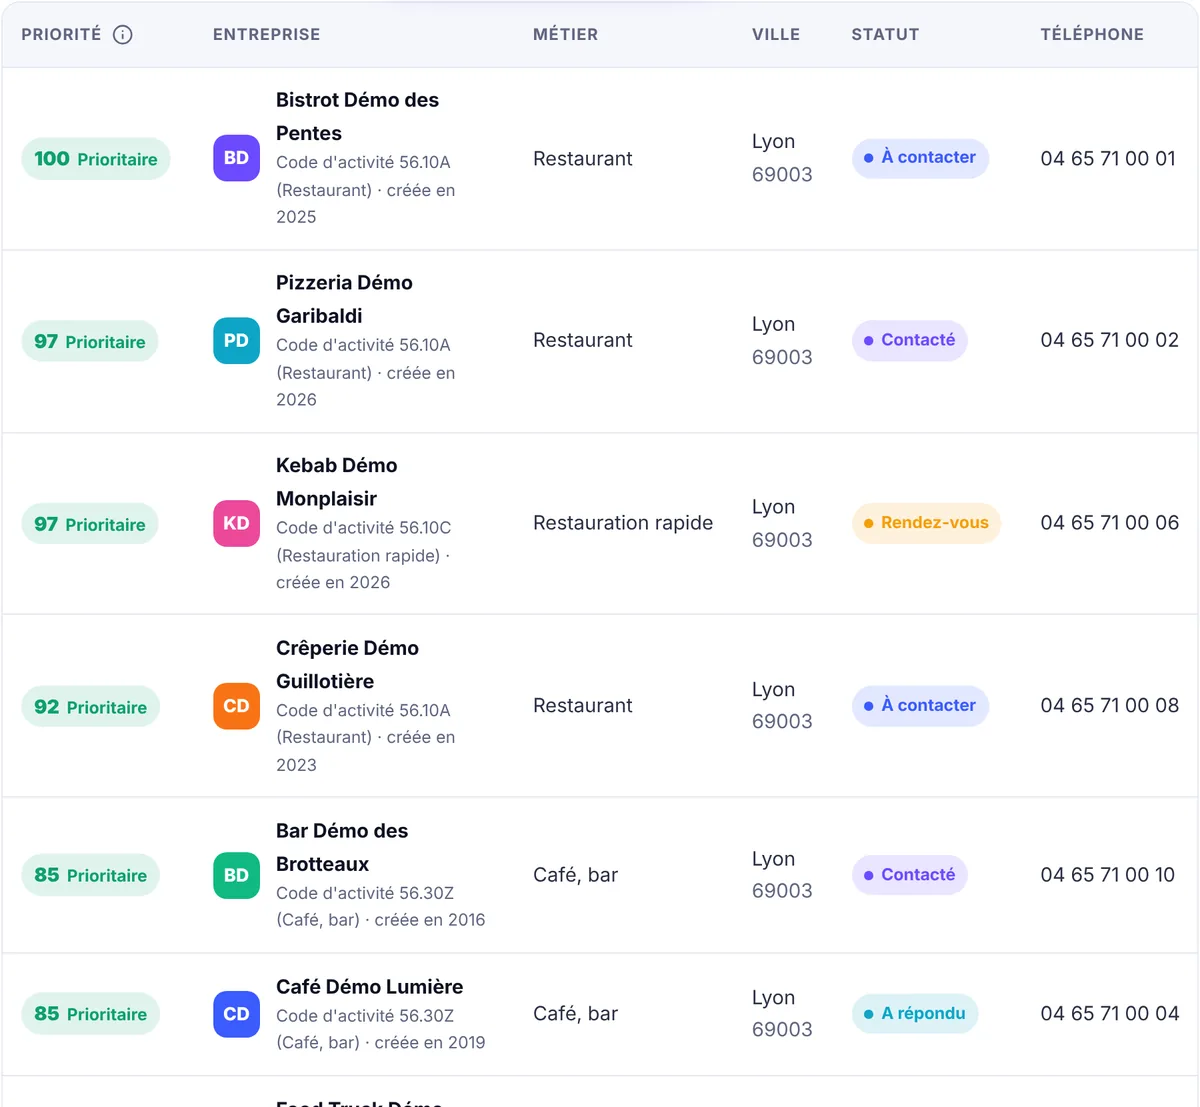 PRIORITÉ ENTREPRISE MÉTIER VILLE STATUT TÉLÉPHONE
100 Prioritaire
BD
Bistrot Démo des
Pentes
Code d'activité 56.10A
(Restaurant) · créée en
2025
Restaurant
Lyon
69003
À contacter
04 65 71 00 01
97 Prioritaire
PD
Pizzeria Démo
Garibaldi
Code d'activité 56.10A
(Restaurant) · créée en
2026
Restaurant
Lyon
69003
Contacté
04 65 71 00 02
97 Prioritaire
KD
Kebab Démo
Monplaisir
Code d'activité 56.10C
(Restauration rapide) ·
créée en 2026
Restauration rapide
Lyon
69003
Rendez-vous
04 65 71 00 06
92 Prioritaire
CD
Crêperie Démo
Guillotière
Code d'activité 56.10A
(Restaurant) · créée en
2023
Restaurant
Lyon
69003
À contacter
04 65 71 00 08
85 Prioritaire
BD
Bar Démo des
Brotteaux
Code d'activité 56.30Z
(Café, bar) · créée en 2016
Café, bar
Lyon
69003
Contacté
04 65 71 00 10
85 Prioritaire
CD
Café Démo Lumière
Code d'activité 56.30Z
(Café, bar) · créée en 2019
Café, bar
Lyon
69003
A répondu
04 65 71 00 04
Food Truck Démo